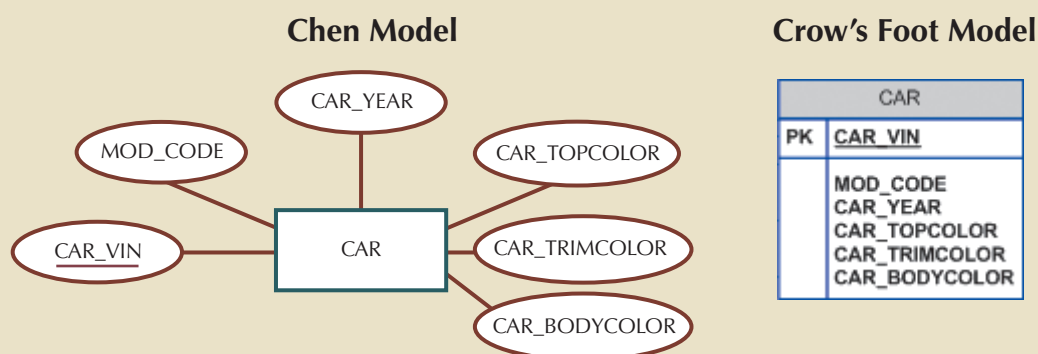 Chen Model
CAR_YEAR
MOD_CODE
CAR_TOPCOLOR
CAR_VIN
CAR
CAR_TRIMCOLOR
CAR_BODYCOLOR
Crow's Foot Model
CAR
PK CAR_VIN
MOD_CODE
CAR_YEAR
CAR_TOPCOLOR
CAR_TRIMCOLOR
CAR_BODYCOLOR